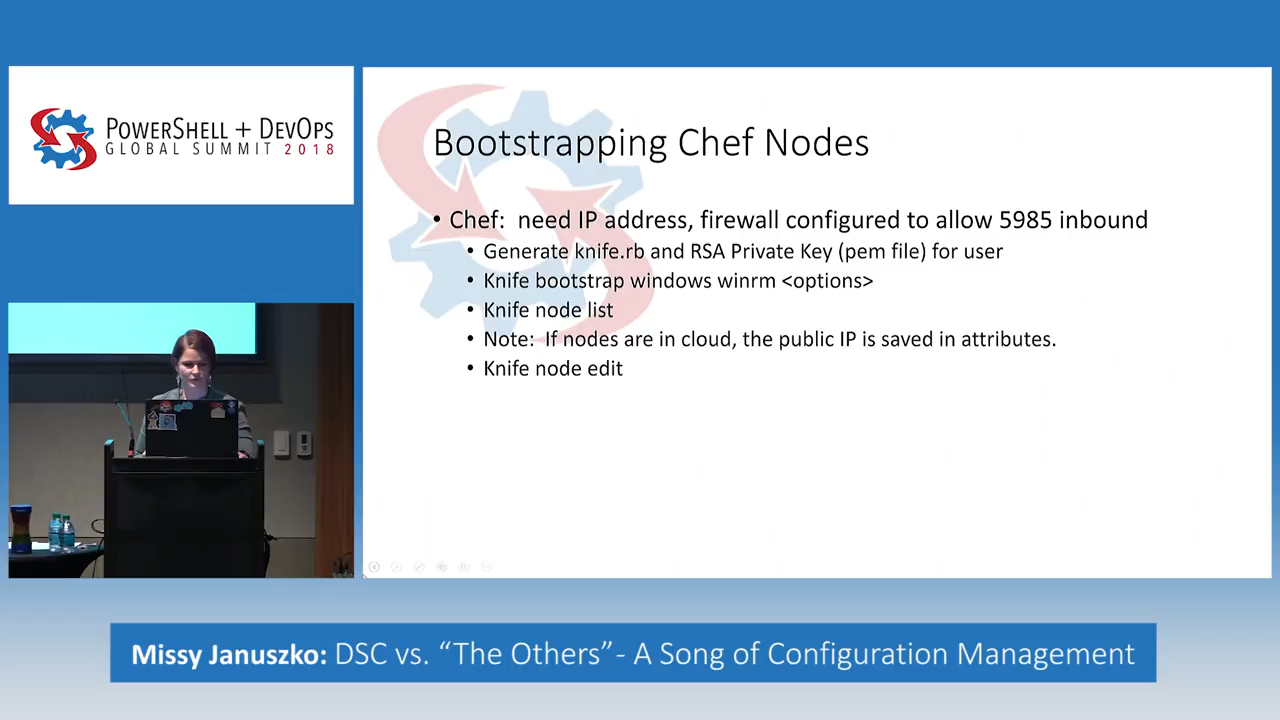 POWERSHELL + DEVOPS
GLOBAL SUMMIT 2018
Bootstrapping Chef Nodes
• Chef: need IP address, firewall configured to allow 5985 inbound
• Generate knife.rb and RSA Private Key (pem file) for user
• Knife bootstrap windows winrm <options>
• Knife node list
• Note: If nodes are in cloud, the public IP is saved in attributes.
• Knife node edit
Missy Januszko: DSC vs. “The Others”- A Song of Configuration Management